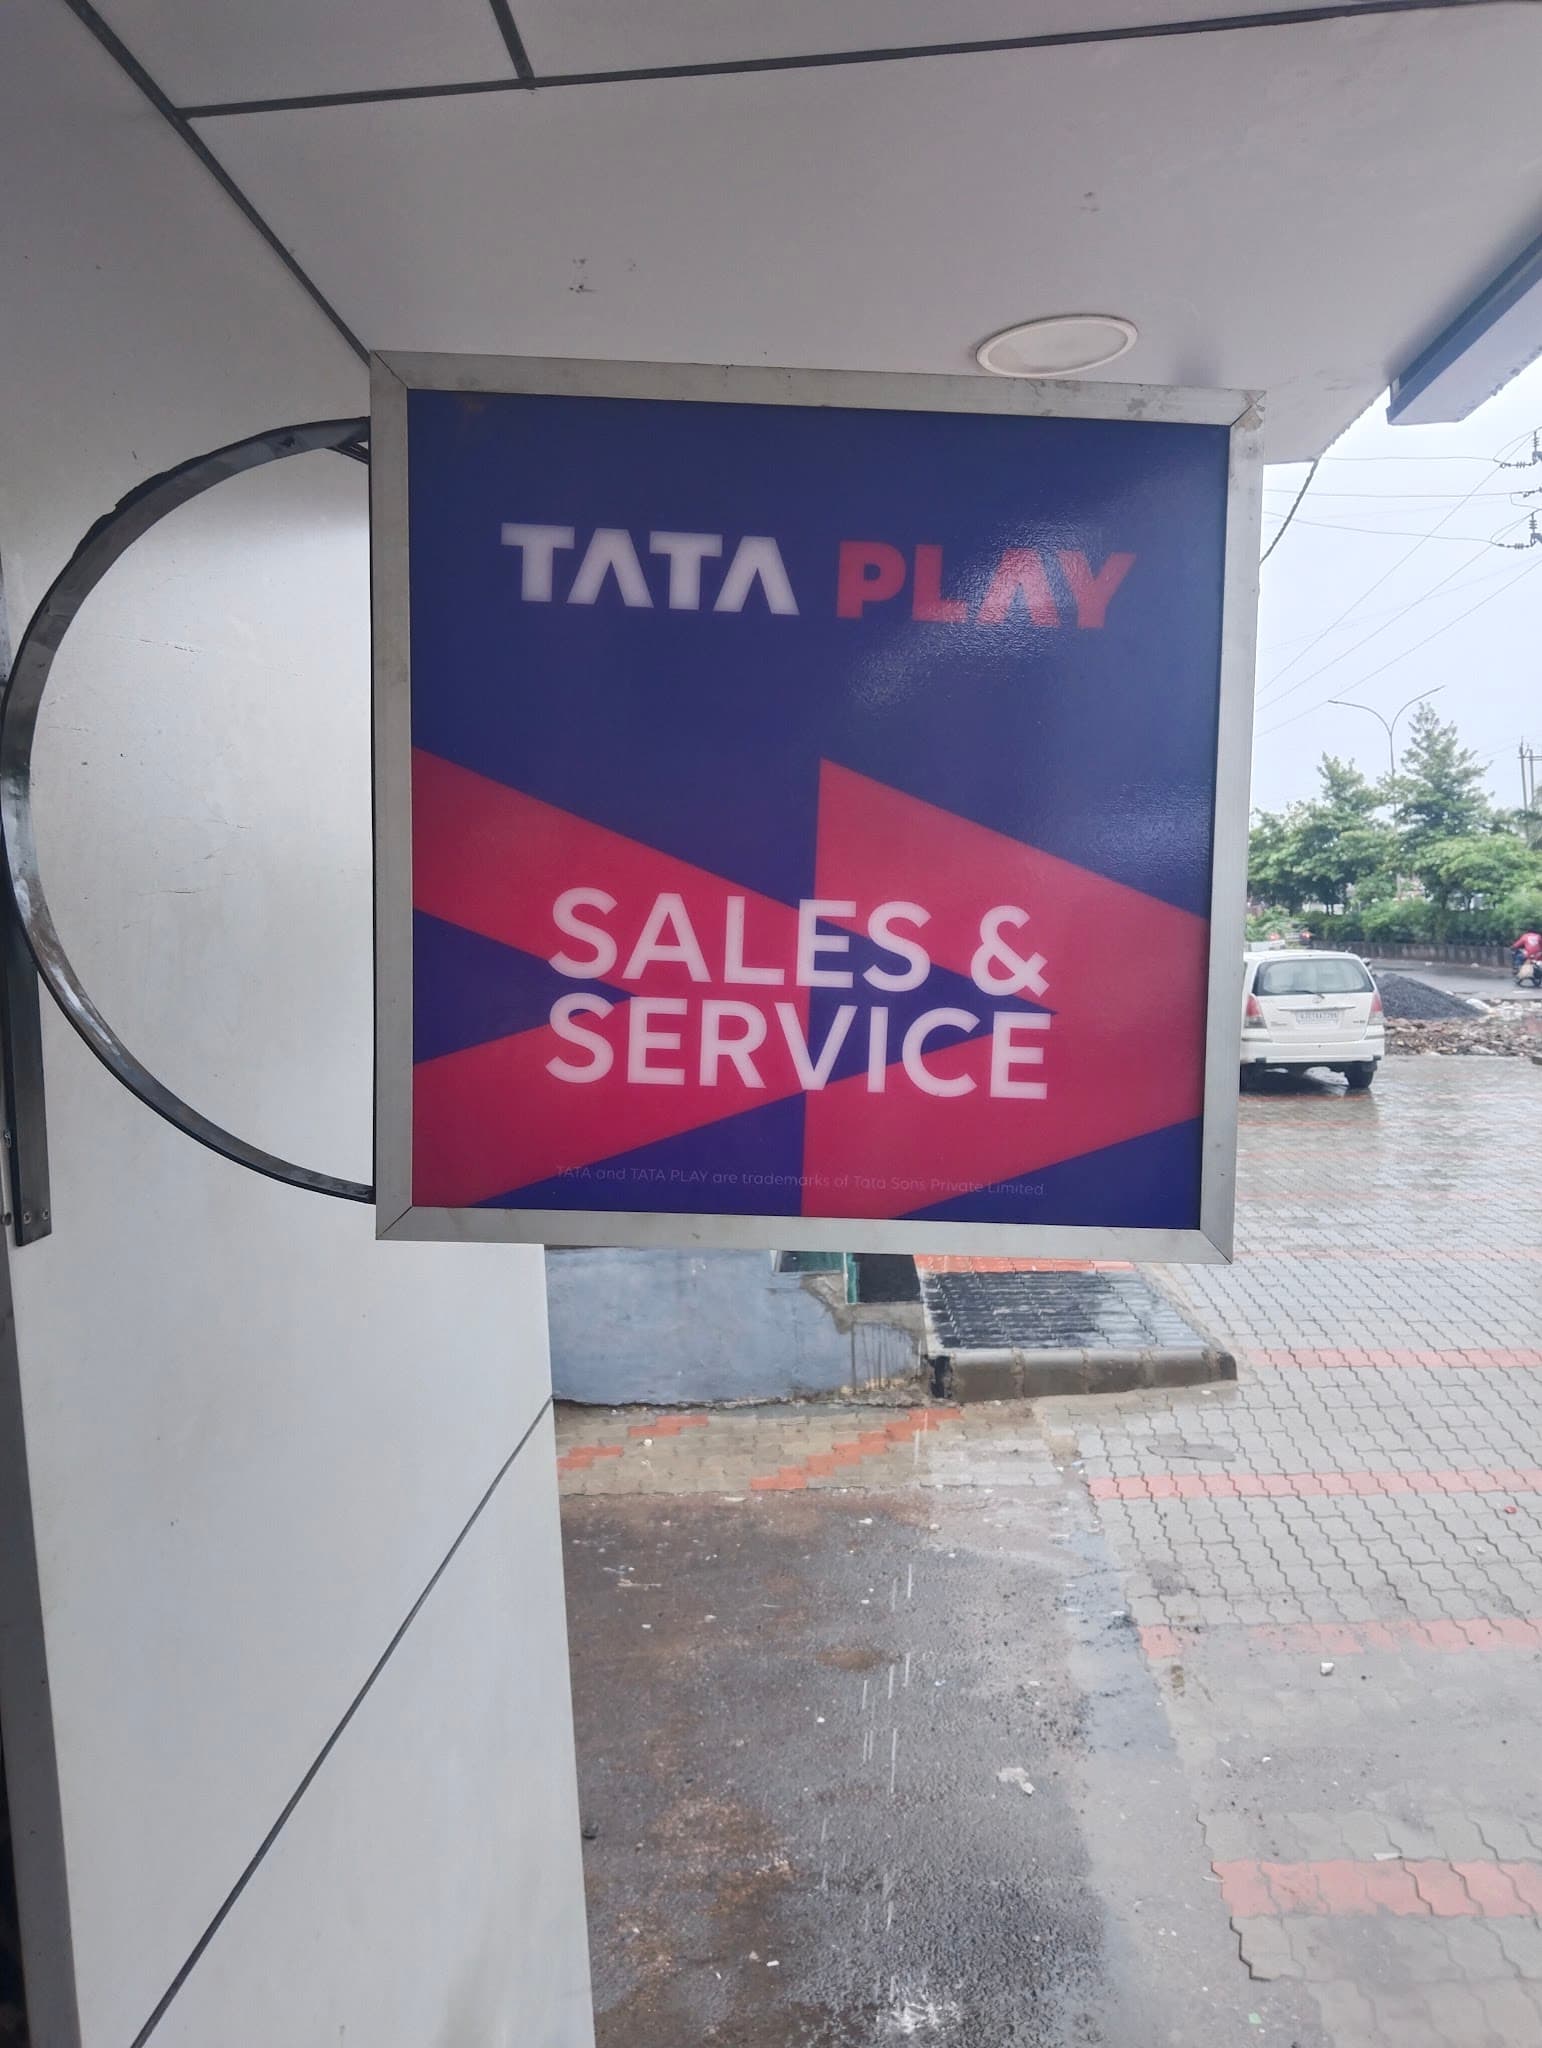 TATA PLAY
SALES &
SERVICE
TATA and TATA PLAY are trademarks of Tata Sons Private Limited